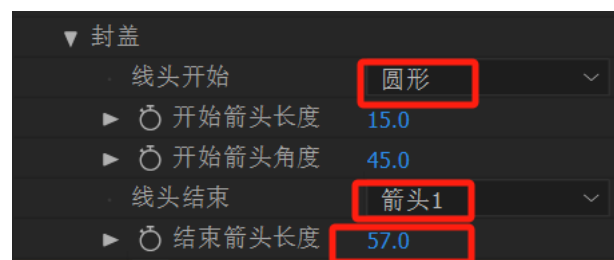 封盖
线头开始 圆形
开始箭头长度 15.0
开始箭头角度 45.0
线头结束 箭头1
结束箭头长度 57.0